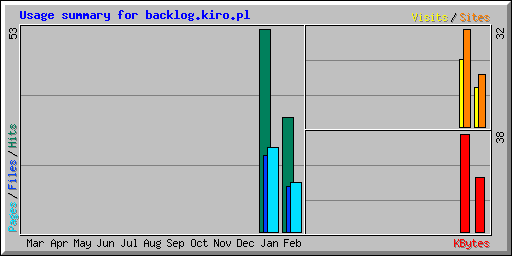 Usage summary for backlog.kiro.pl
Visits / Sites
53
32
Pages / Files / Hits
38
Mar Apr May Jun Jul Aug Sep Oct Nov Dec Jan Feb
KBytes